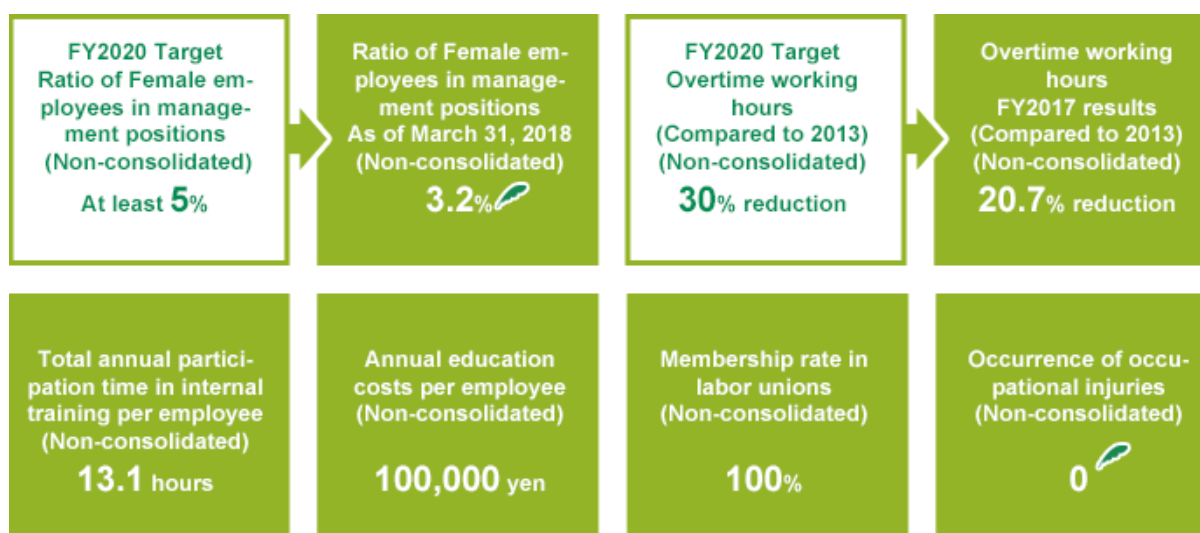 FY2020 Target
Ratio of Female em-
ployees in manage-
ment positions
(Non-consolidated)
At least 5%
Ratio of Female em-
ployees in manage-
ment positions
As of March 31, 2018
(Non-consolidated)
3.2%
FY2020 Target
Overtime working
hours
(Compared to 2013)
(Non-consolidated)
30% reduction
Overtime working
hours
FY2017 results
(Compared to 2013)
(Non-consolidated)
20.7% reduction
Total annual partici-
pation time in internal
training per employee
(Non-consolidated)
13.1 hours
Annual education
costs per employee
(Non-consolidated)
100,000 yen
Membership rate in
labor unions
(Non-consolidated)
100%
Occurrence of occu-
pational injuries
(Non-consolidated)
0